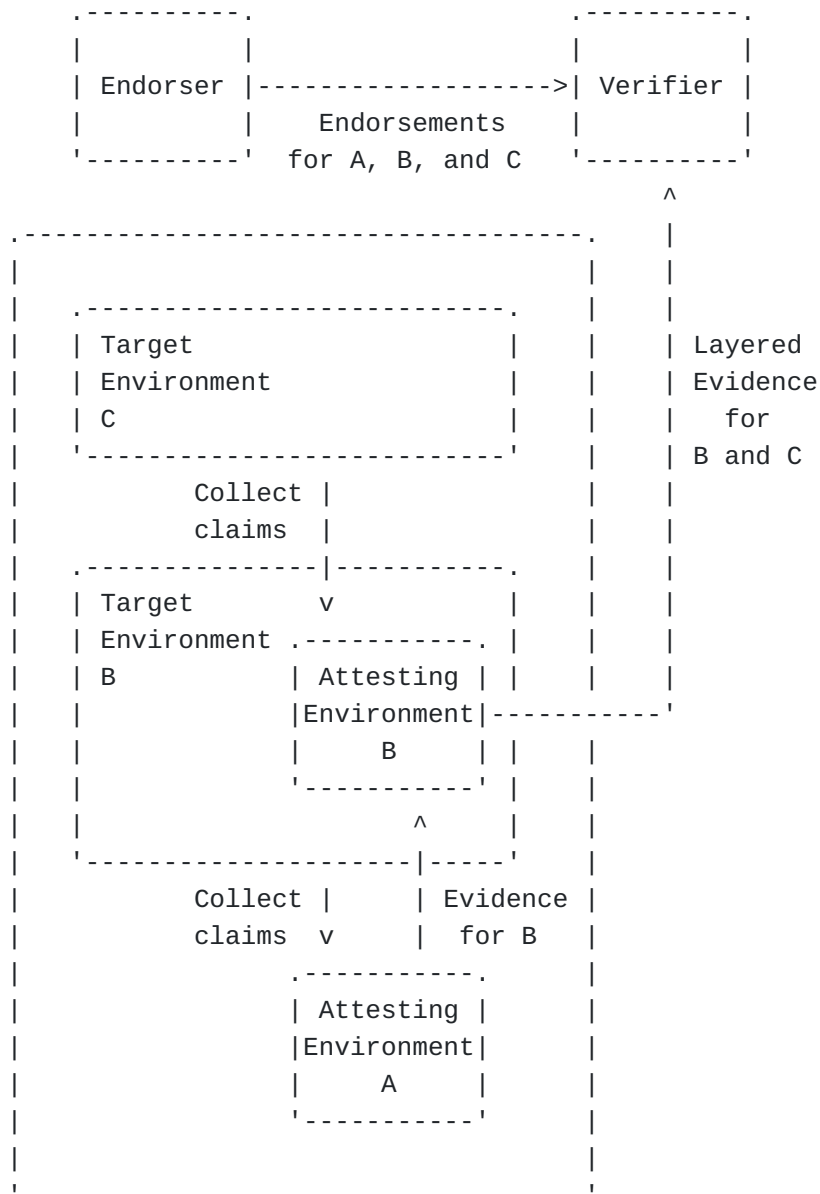 Endorser
Verifier
Endorsements
for A, B, and C
Target
Environment
C
Layered
Evidence
for
B and C
Collect
claims
Target
Environment
B
Attesting
Environment
B
Collect
claims
Evidence
for B
Attesting
Environment
A